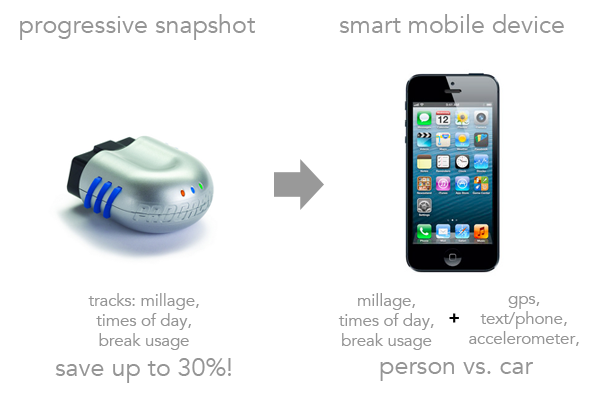 progressive snapshot
smart mobile device
tracks: millage,
times of day,
break usage
save up to 30%!
millage,
times of day,
break usage
+
gps,
text/phone,
accelerometer,
person vs. car